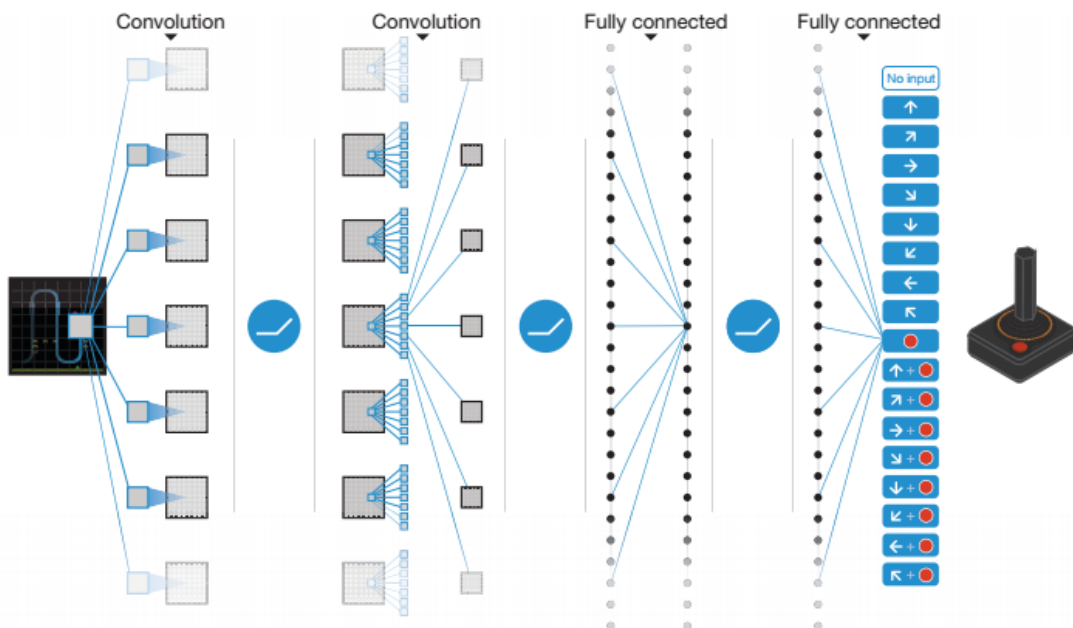 Convolution
Convolution
Fully connected
Fully connected
No input
+
+
+
+
+
+
+
+